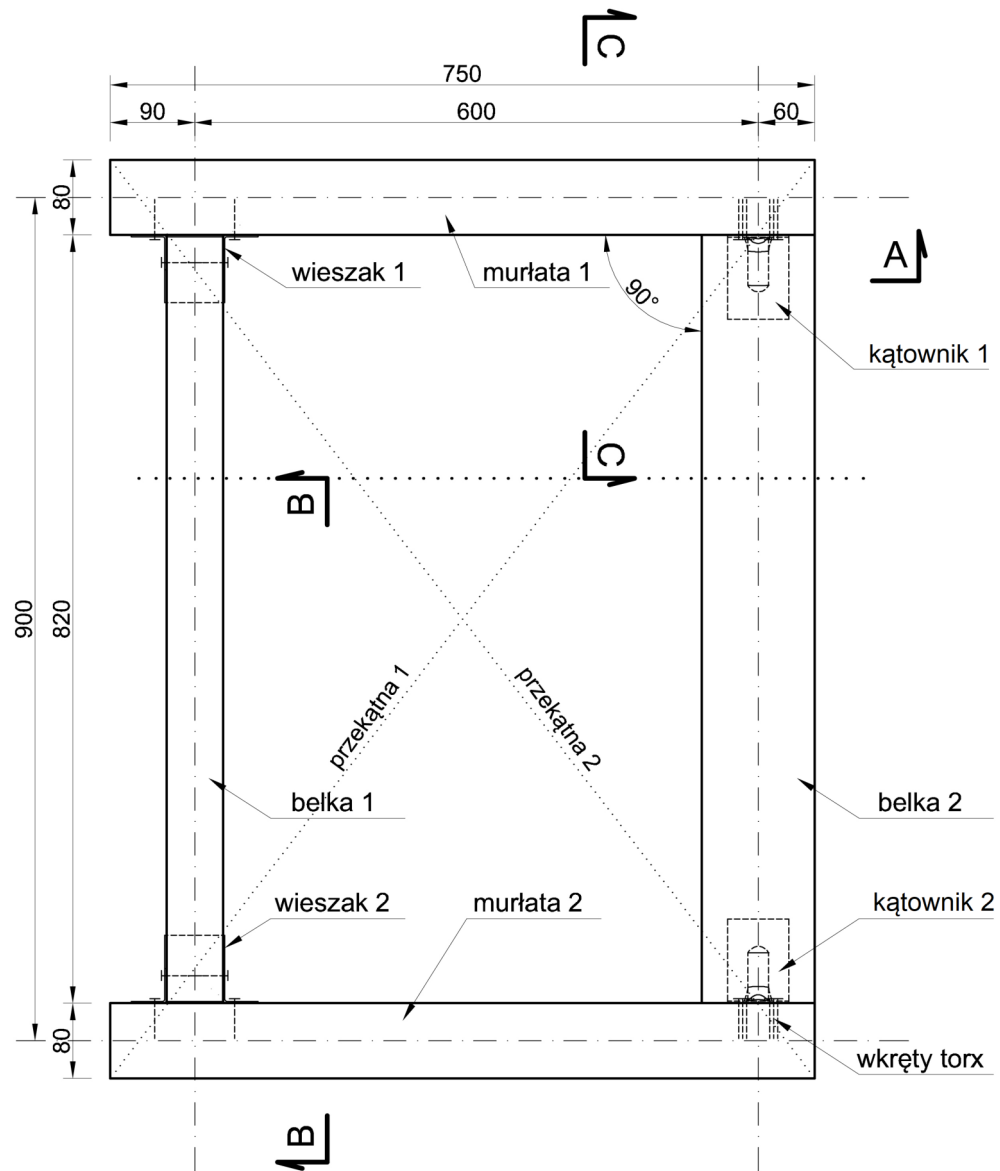 C
750
90
600
60
80
wieszak 1
murłata 1
90°
A
kątownik 1
C
B
900
820
przekątna 1
przekątna 2
belka 1
belka 2
wieszak 2
murłata 2
kątownik 2
80
wkręty torx
B